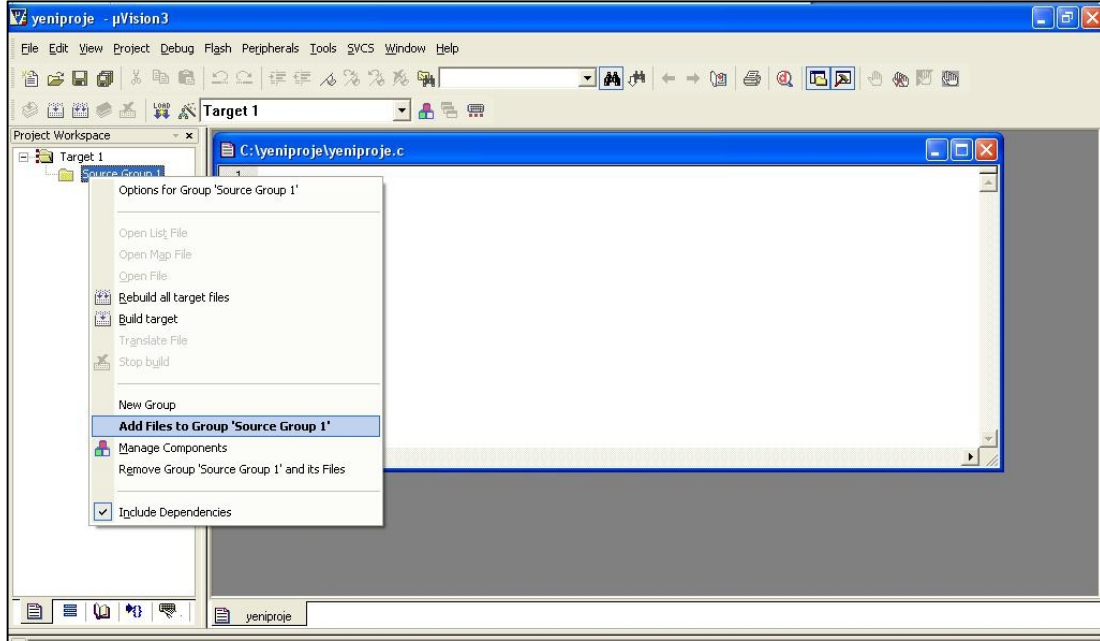 yeniproje - µVision3
File Edit View Project Debug Flash Peripherals Tools SVCS Window Help
LOAD Target 1
Project Workspace
Target 1
Source Group 1
C:\yeniproje\yeniproje.c
1
Options for Group 'Source Group 1'
Open List File
Open Map File
Open File
Rebuild all target files
Build target
Translate File
Stop build
New Group
Add Files to Group 'Source Group 1'
Manage Components
Remove Group 'Source Group 1' and its Files
Include Dependencies
yeniproje